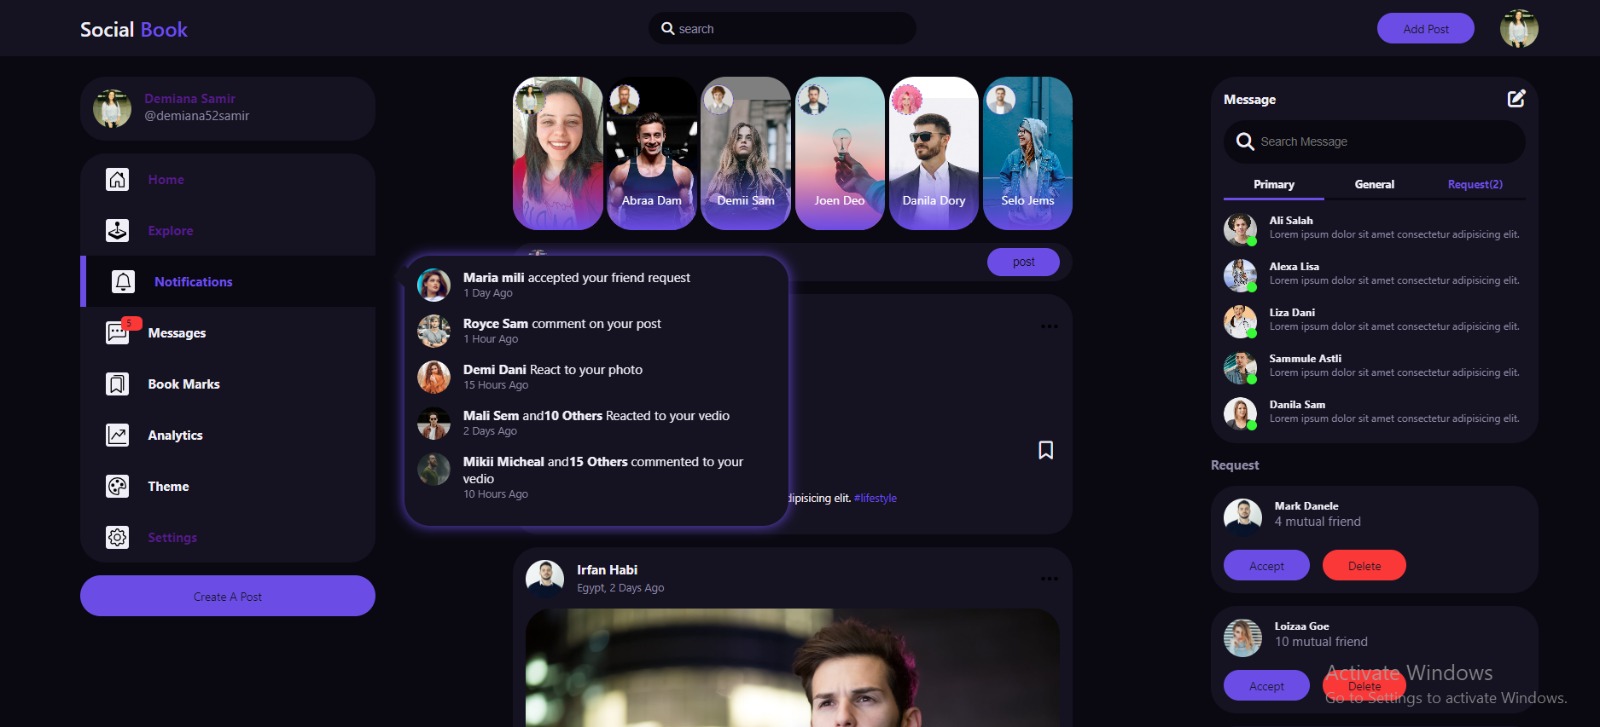 Social Book
search
Add Post
Demiana Samir
@demiana52samir
Home
Explore
Notifications
5
Messages
Book Marks
Analytics
Theme
Settings
Create A Post
Abraa Dam
Demii Sam
Joen Deo
Danila Dory
Selo Jems
post
Maria mili accepted your friend request
1 Day Ago
Royce Sam comment on your post
1 Hour Ago
Demi Dani React to your photo
15 Hours Ago
Mali Sem and10 Others Reacted to your vedio
2 Days Ago
Mikii Micheal and15 Others commented to your
vedio
10 Hours Ago
dipisicing elit. #lifestyle
Irfan Habi
Egypt, 2 Days Ago
Message
Search Message
Primary
General
Request(2)
Ali Salah
Lorem ipsum dolor sit amet consectetur adipisicing elit.
Alexa Lisa
Lorem ipsum dolor sit amet consectetur adipisicing elit.
Liza Dani
Lorem ipsum dolor sit amet consectetur adipisicing elit.
Sammule Astli
Lorem ipsum dolor sit amet consectetur adipisicing elit.
Danila Sam
Lorem ipsum dolor sit amet consectetur adipisicing elit.
Request
Mark Danele
4 mutual friend
Accept
Delete
Loizaa Goe
10 mutual friend
Accept
Delete
Activate Windows
Go to Settings to activate Windows.